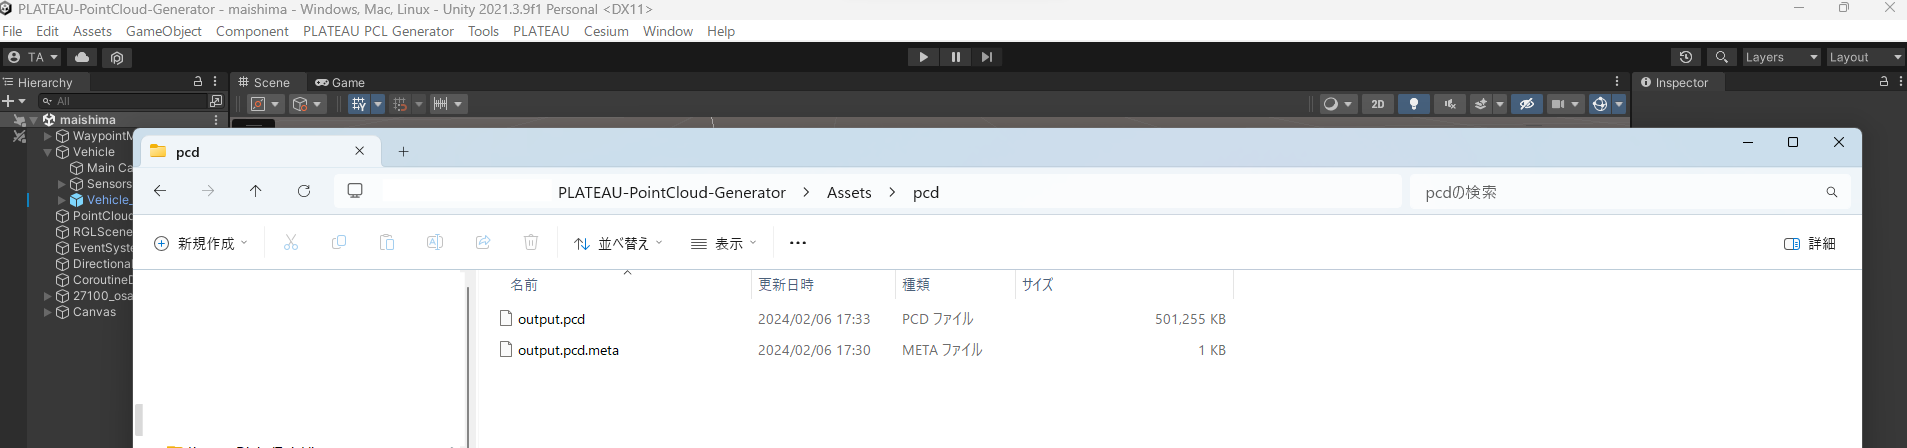 PLATEAU-PointCloud-Generator - maishima - Windows, Mac, Linux - Unity 2021.3.9f1 Personal <DX11>
File Edit Assets GameObject Component PLATEAU PCL Generator Tools PLATEAU Cesium Window Help
TA Layers Layout
Hierarchy Scene Game Inspector
All 2D
maishima
WaypointM
Vehicle
Main Ca
Sensors
Vehicle_
PointCloud
RGLScene
EventSyste
Directional
CoroutineD
27100_osa
Canvas
pcd
PLATEAU-PointCloud-Generator > Assets > pcd
pcdの検索
新規作成 並べ替え 表示 詳細
名前 更新日時 種類 サイズ
output.pcd 2024/02/06 17:33 PCD ファイル 501,255 KB
output.pcd.meta 2024/02/06 17:30 META ファイル 1 KB